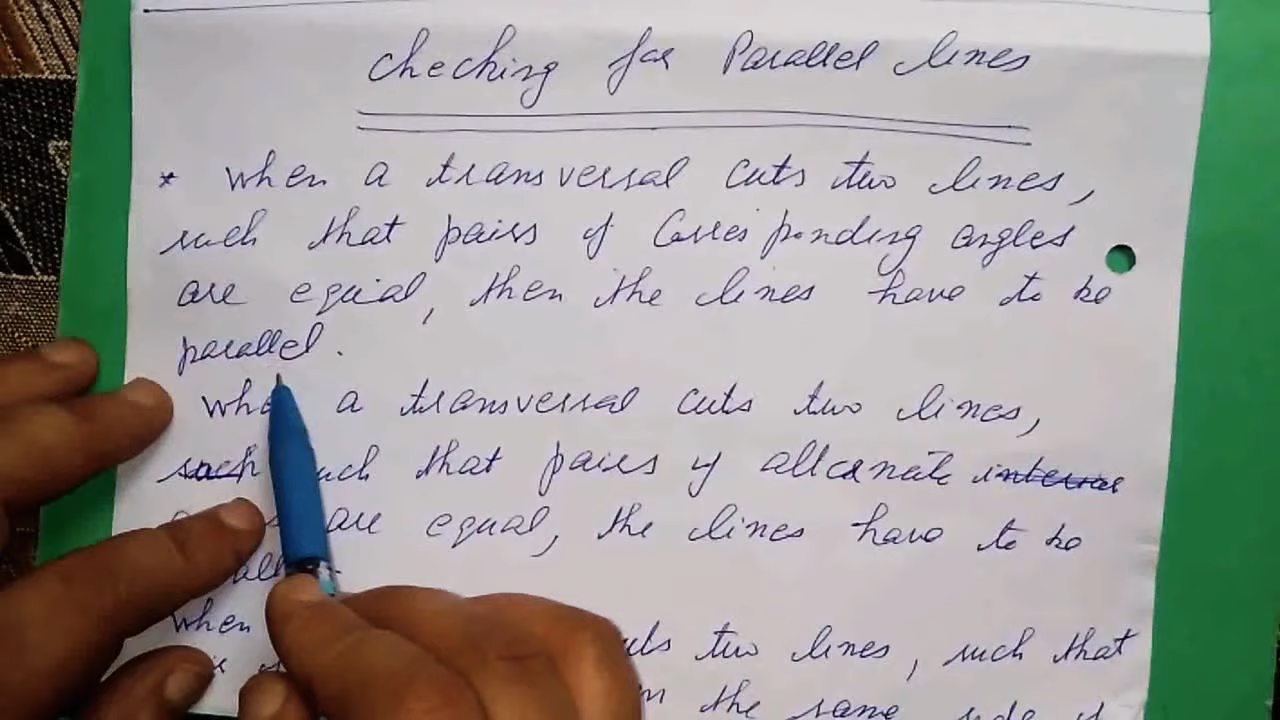 Checking for Parallel lines
* when a transversal cuts two lines,
such that pairs of Corresponding angles
are equal, then the lines have to be
parallel.
a transversal cuts two lines,
that pairs of alternate
are equal, the lines have to be
when
two lines, such that
the same side of